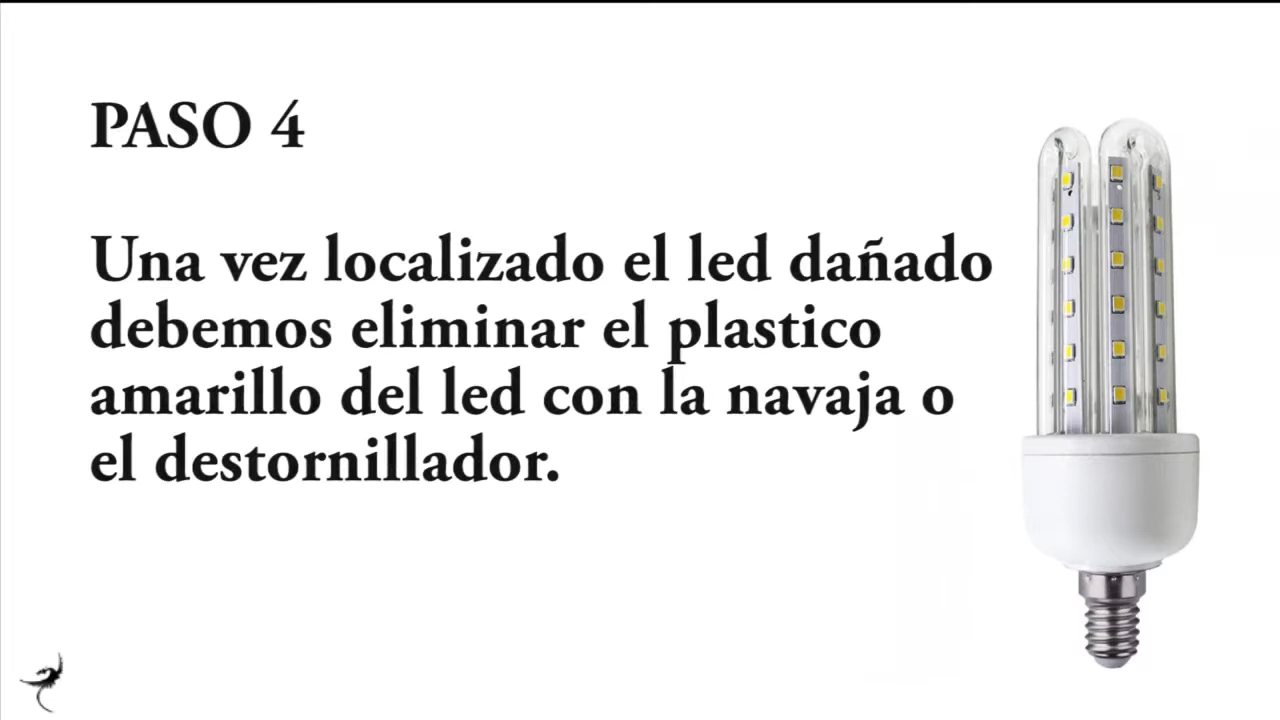 PASO 4
Una vez localizado el led dañado
debemos eliminar el plastico
amarillo del led con la navaja o
el destornillador.